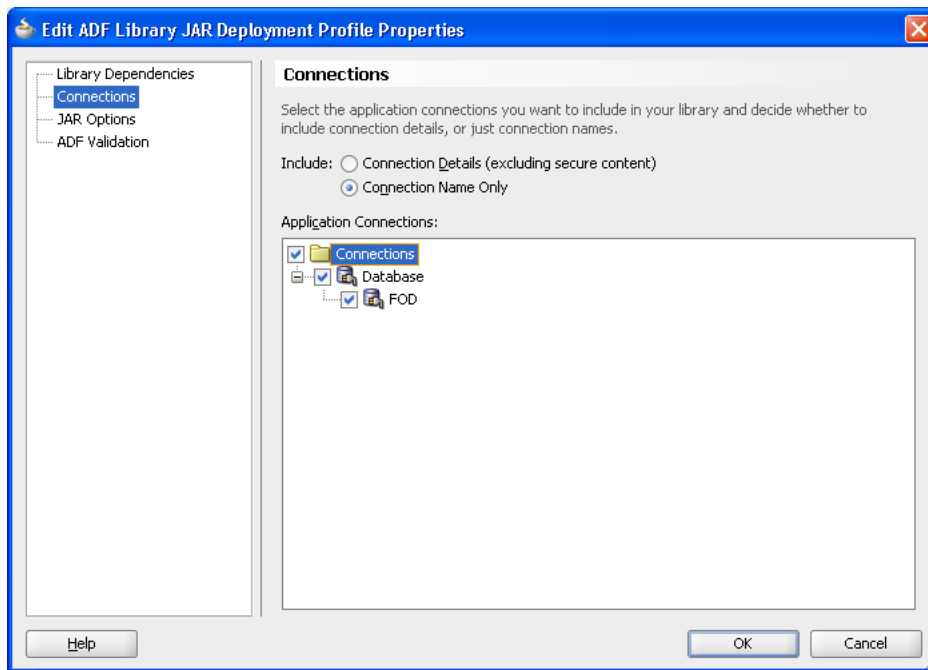 Edit ADF Library JAR Deployment Profile Properties
Library Dependencies
Connections
JAR Options
ADF Validation
Connections
Select the application connections you want to include in your library and decide whether to
include connection details, or just connection names.
Include: Connection Details (excluding secure content)
Connection Name Only
Application Connections:
Connections
Database
FOD
Help
OK
Cancel